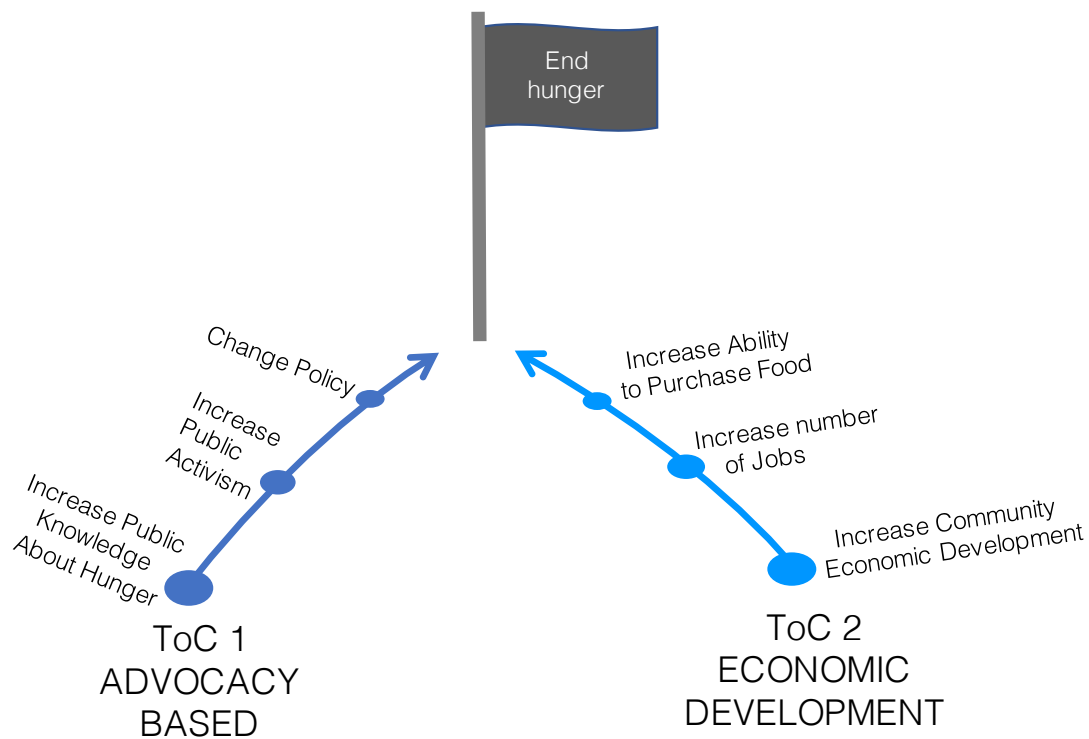 End
hunger
Change Policy
Increase
Public
Activism
Increase Public
Knowledge
About Hunger
ToC 1
ADVOCACY
BASED
Increase Ability
to Purchase Food
Increase number
of Jobs
Increase Community
Economic Development
ToC 2
ECONOMIC
DEVELOPMENT